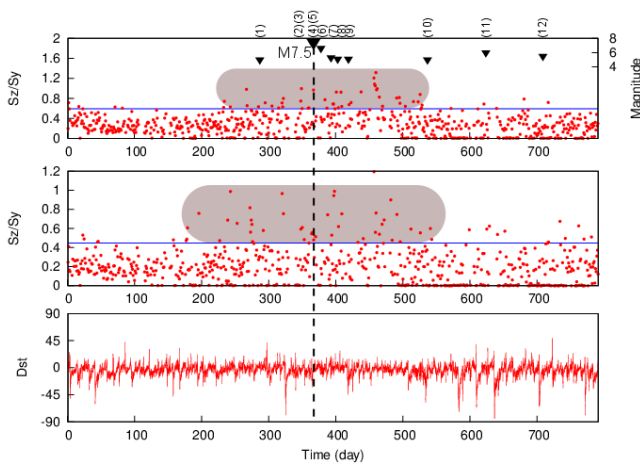 (1) (2) (3) (4) (5) (6) (7) (8) (9) (10) (11) (12)
M7.5
2 1.6 1.2 0.8 0.4 0
Sz/Sy
8 6 4
Magnitude
0 100 200 300 400 500 600 700
1.2 1 0.8 0.6 0.4 0.2 0
Sz/Sy
0 100 200 300 400 500 600 700
90 45 0 -45 -90
Dst
0 100 200 300 400 500 600 700
Time (day)